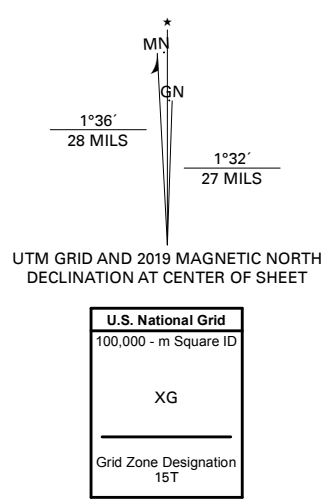 MN
GN
1°36´
28 MILS
1°32´
27 MILS
UTM GRID AND 2019 MAGNETIC NORTH
DECLINATION AT CENTER OF SHEET
U.S. National Grid
100,000 - m Square ID
XG
Grid Zone Designation
15T